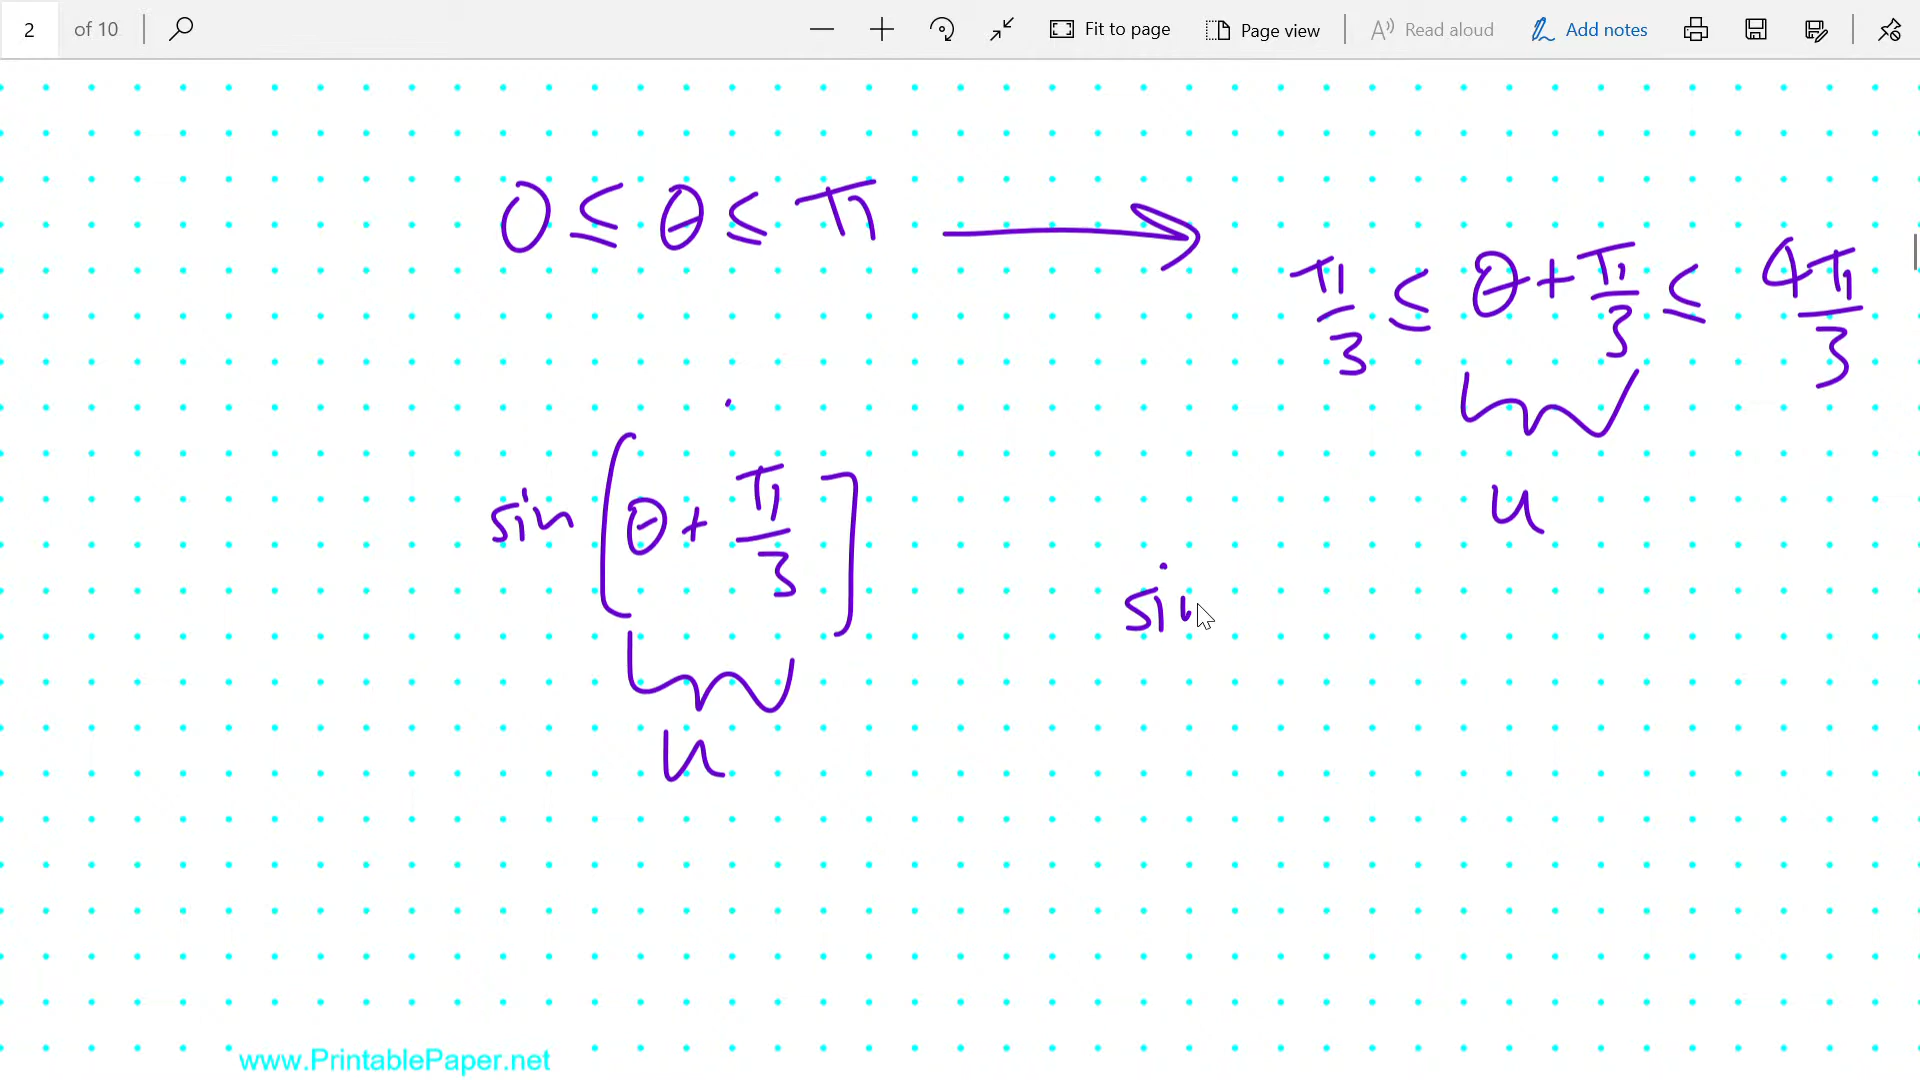 2 of 10 Fit to page Page view Read aloud Add notes
0 ≤ θ ≤ π →
π/3 ≤ θ + π/3 ≤ 4π/3
u
sin [θ + π/3]
u
sin
www.PrintablePaper.net